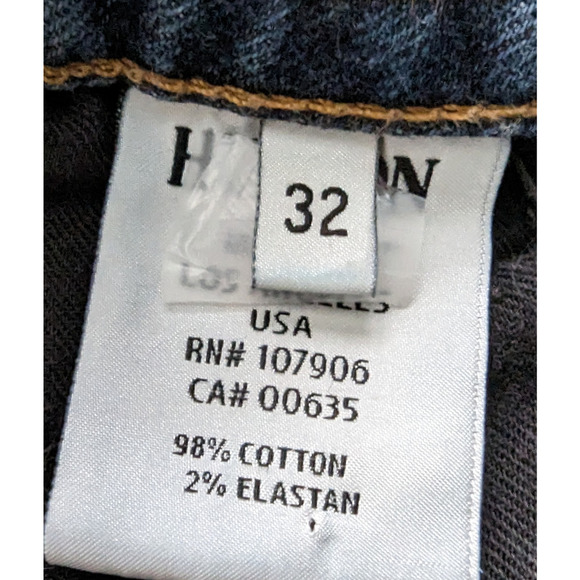 32
USA
RN# 107906
CA# 00635
98% COTTON
2% ELASTAN